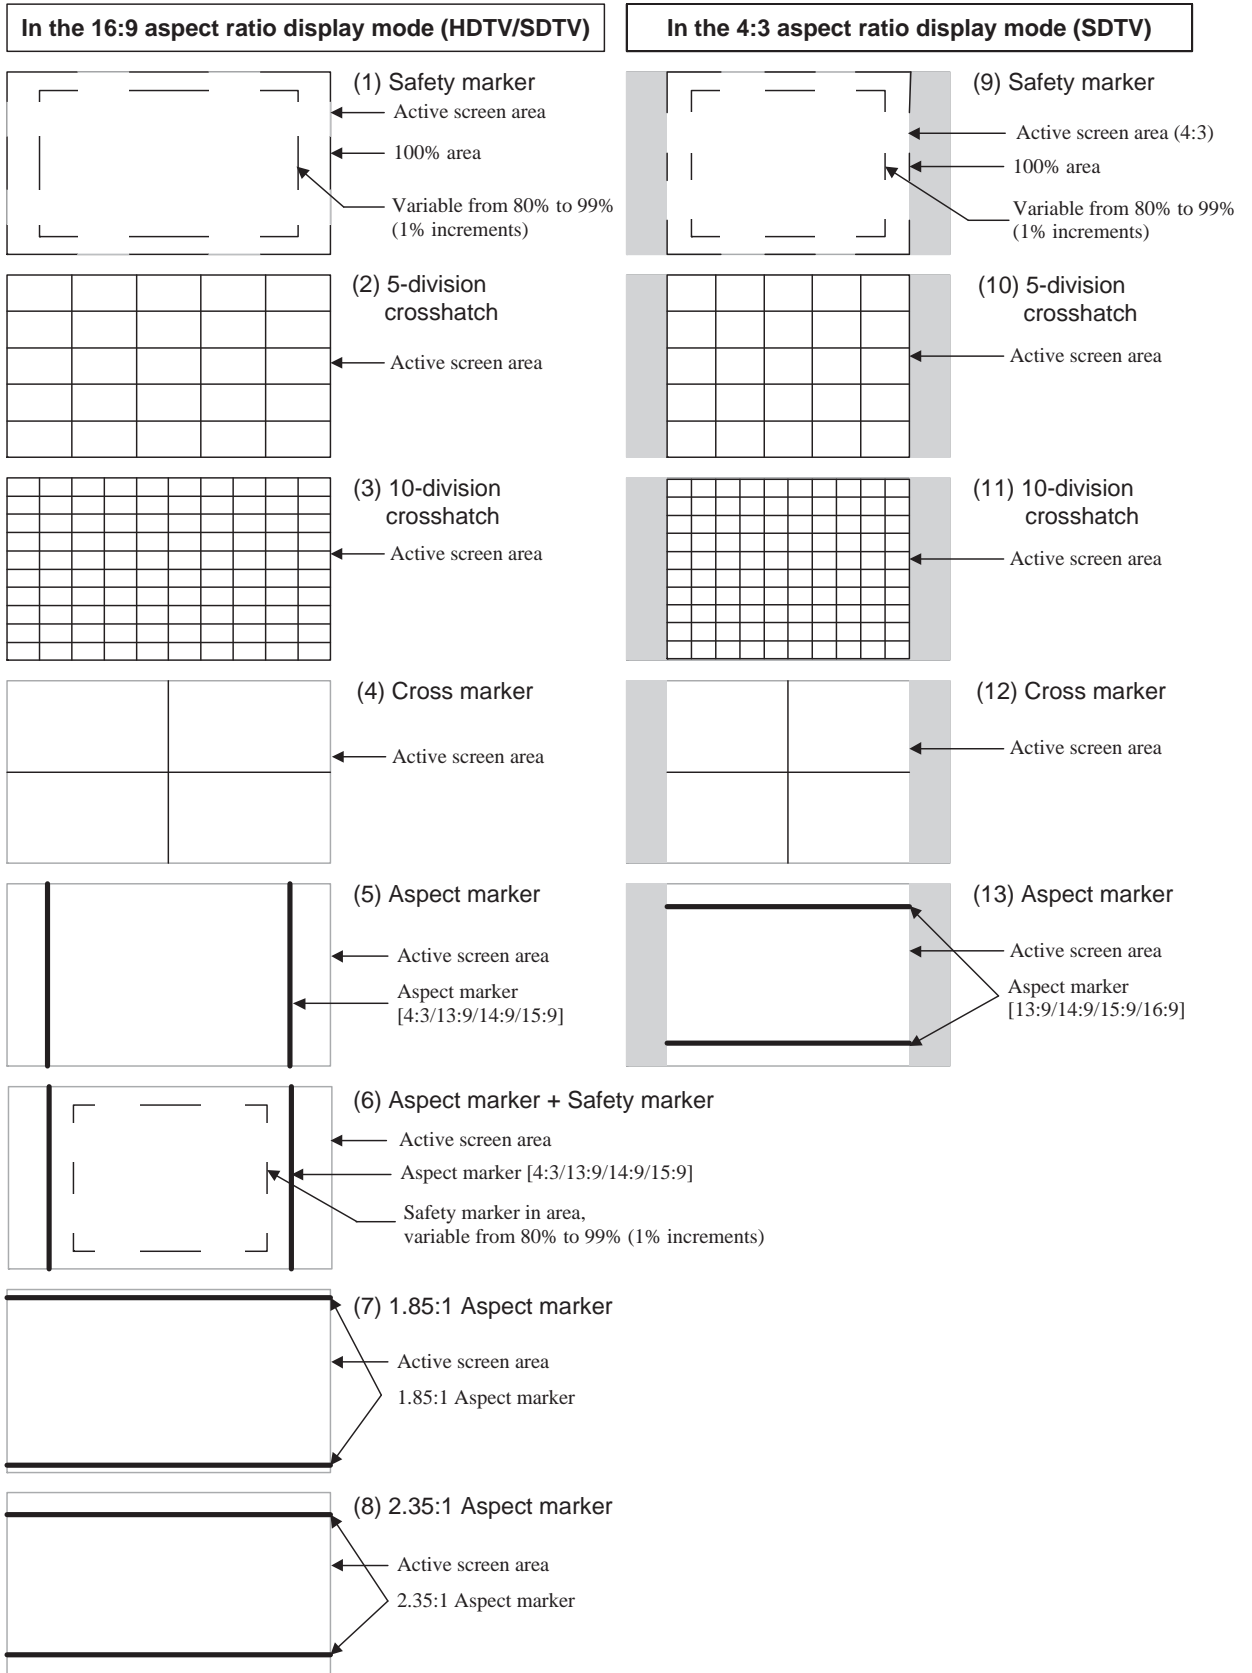 In the 16:9 aspect ratio display mode (HDTV/SDTV)
(1) Safety marker
Active screen area
100% area
Variable from 80% to 99%
(1% increments)
(2) 5-division
crosshatch
Active screen area
(3) 10-division
crosshatch
Active screen area
(4) Cross marker
Active screen area
(5) Aspect marker
Active screen area
Aspect marker
[4:3/13:9/14:9/15:9]
(6) Aspect marker + Safety marker
Active screen area
Aspect marker [4:3/13:9/14:9/15:9]
Safety marker in area,
variable from 80% to 99% (1% increments)
(7) 1.85:1 Aspect marker
Active screen area
1.85:1 Aspect marker
(8) 2.35:1 Aspect marker
Active screen area
2.35:1 Aspect marker
In the 4:3 aspect ratio display mode (SDTV)
(9) Safety marker
Active screen area (4:3)
100% area
Variable from 80% to 99%
(1% increments)
(10) 5-division
crosshatch
Active screen area
(11) 10-division
crosshatch
Active screen area
(12) Cross marker
Active screen area
(13) Aspect marker
Active screen area
Aspect marker
[13:9/14:9/15:9/16:9]